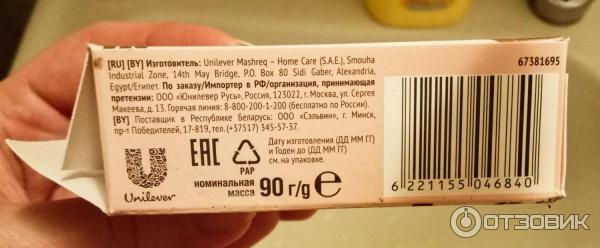 [RU] [BY] Изготовитель: Unilever Mashreq – Home Care (S.A.E.), Smouha
Industrial Zone, 14th May Bridge, P.O. Box 80 Sidi Gaber, Alexandria,
Egypt/Египет. По заказу/Импортер в РФ/организация, принимающая
претензии: ООО «Юнилевер Русь», Россия, 123022, г. Москва, ул. Сергея
Макеева, д.13. Горячая линия: 8-800-200-1-200 (бесплатно по России).
[BY] Поставщик в Республику Беларусь: ООО «Сэльвин», г. Минск,
пр-т Победителей, 17-819, тел.(+37517) 345-57-37.
67381695
Unilever
EAC
PAP
Дату изготовления (ДД ММ ГГ)
и Годен до (ДД ММ ГГ)
см. на упаковке.
номинальная
масса
90 г/g e
6 221155 046840
ОТЗОВИК